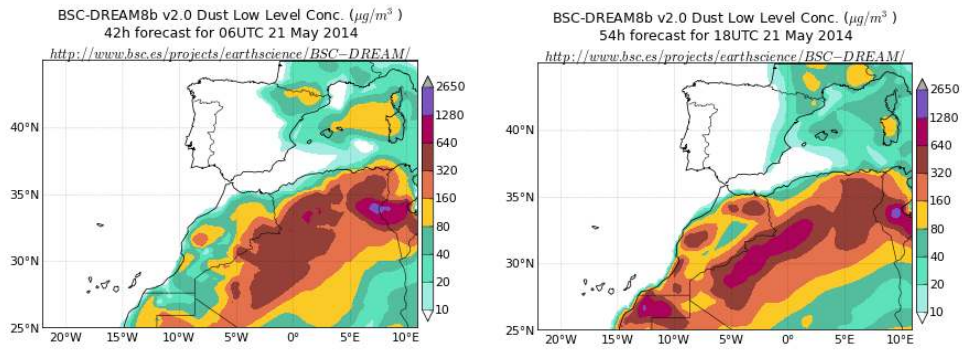 BSC-DREAM8b v2.0 Dust Low Level Conc. (μg/m³ )
42h forecast for 06UTC 21 May 2014
http://www.bsc.es/projects/earthscience/BSC−DREAM/
40°N
35°N
30°N
25°N
20°W
15°W
10°W
5°W
0°
5°E
10°E
2650
1280
640
320
160
80
40
20
10
BSC-DREAM8b v2.0 Dust Low Level Conc. (μg/m³ )
54h forecast for 18UTC 21 May 2014
http://www.bsc.es/projects/earthscience/BSC−DREAM/
40°N
35°N
30°N
25°N
20°W
15°W
10°W
5°W
0°
5°E
10°E
2650
1280
640
320
160
80
40
20
10